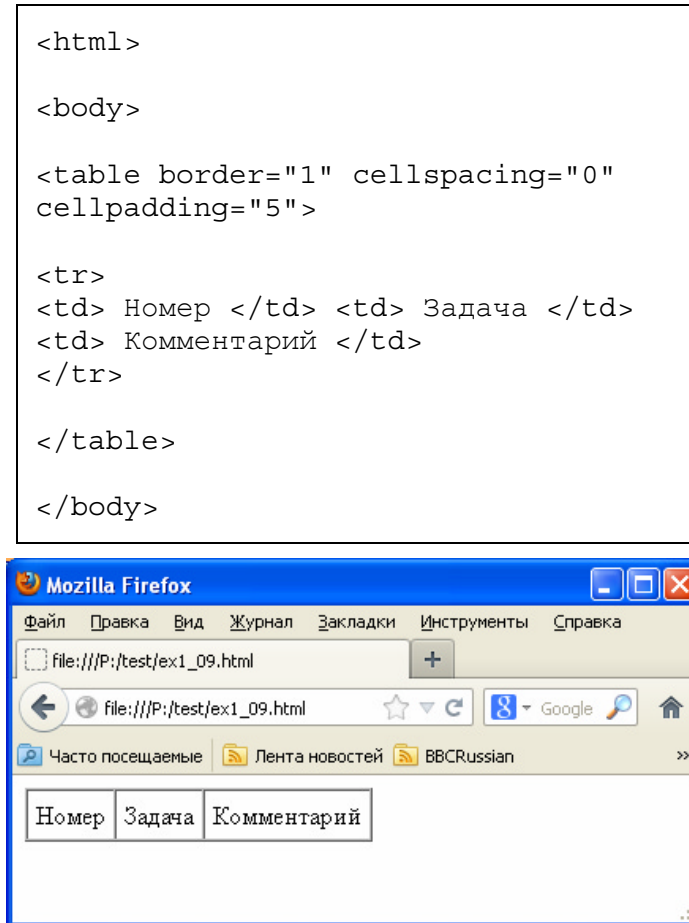 <html>
<body>
<table border="1" cellspacing="0"
cellpadding="5">
<tr>
<td> Номер </td> <td> Задача </td>
<td> Комментарий </td>
</tr>
</table>
</body>
Mozilla Firefox
Файл Правка Вид Журнал Закладки Инструменты Справка
file:///P:/test/ex1_09.html +
file:///P:/test/ex1_09.html 8 Google
Часто посещаемые Лента новостей BBCRussian »
Номер Задача Комментарий